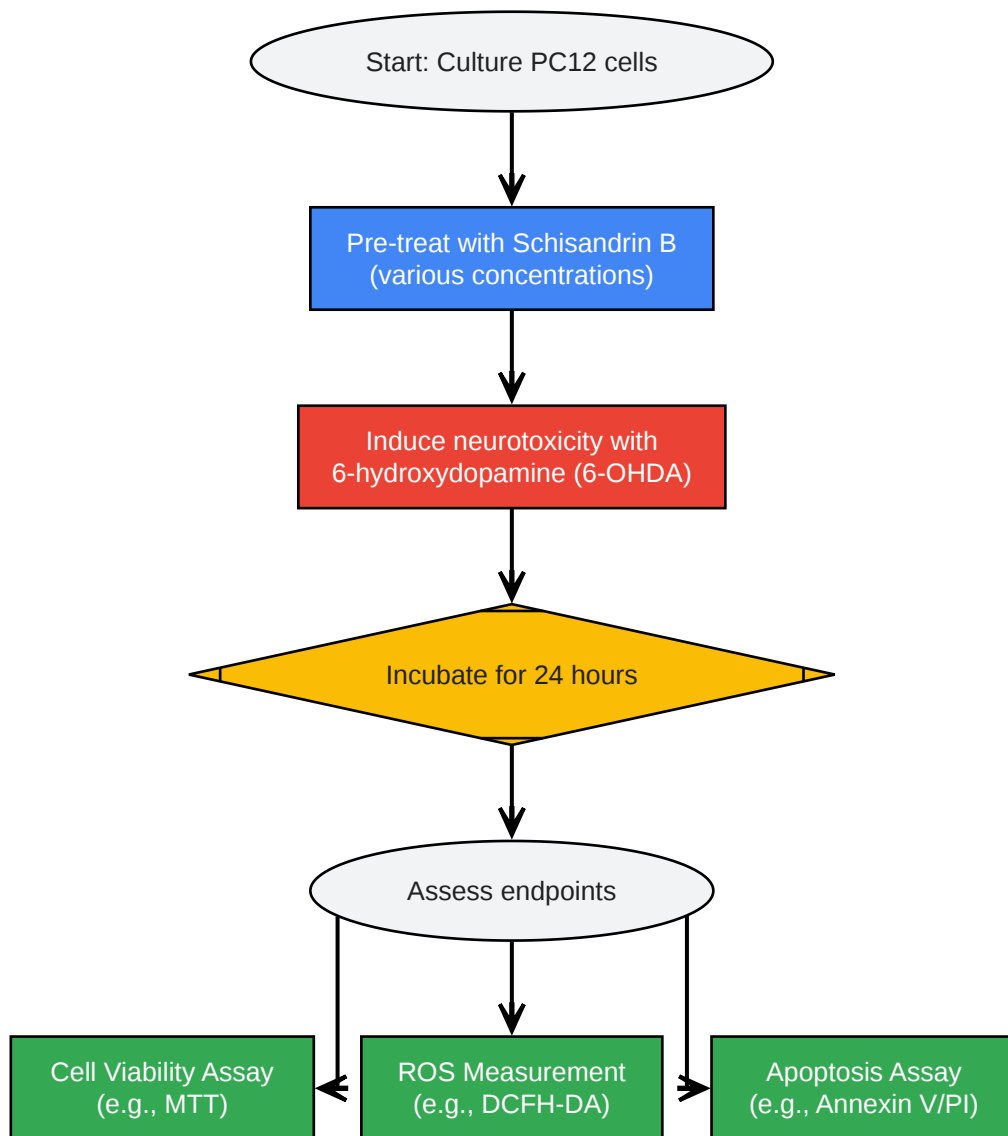 Start: Culture PC12 cells
Pre-treat with Schisandrin B
(various concentrations)
Induce neurotoxicity with
6-hydroxydopamine (6-OHDA)
Incubate for 24 hours
Assess endpoints
Cell Viability Assay
(e.g., MTT)
ROS Measurement
(e.g., DCFH-DA)
Apoptosis Assay
(e.g., Annexin V/PI)